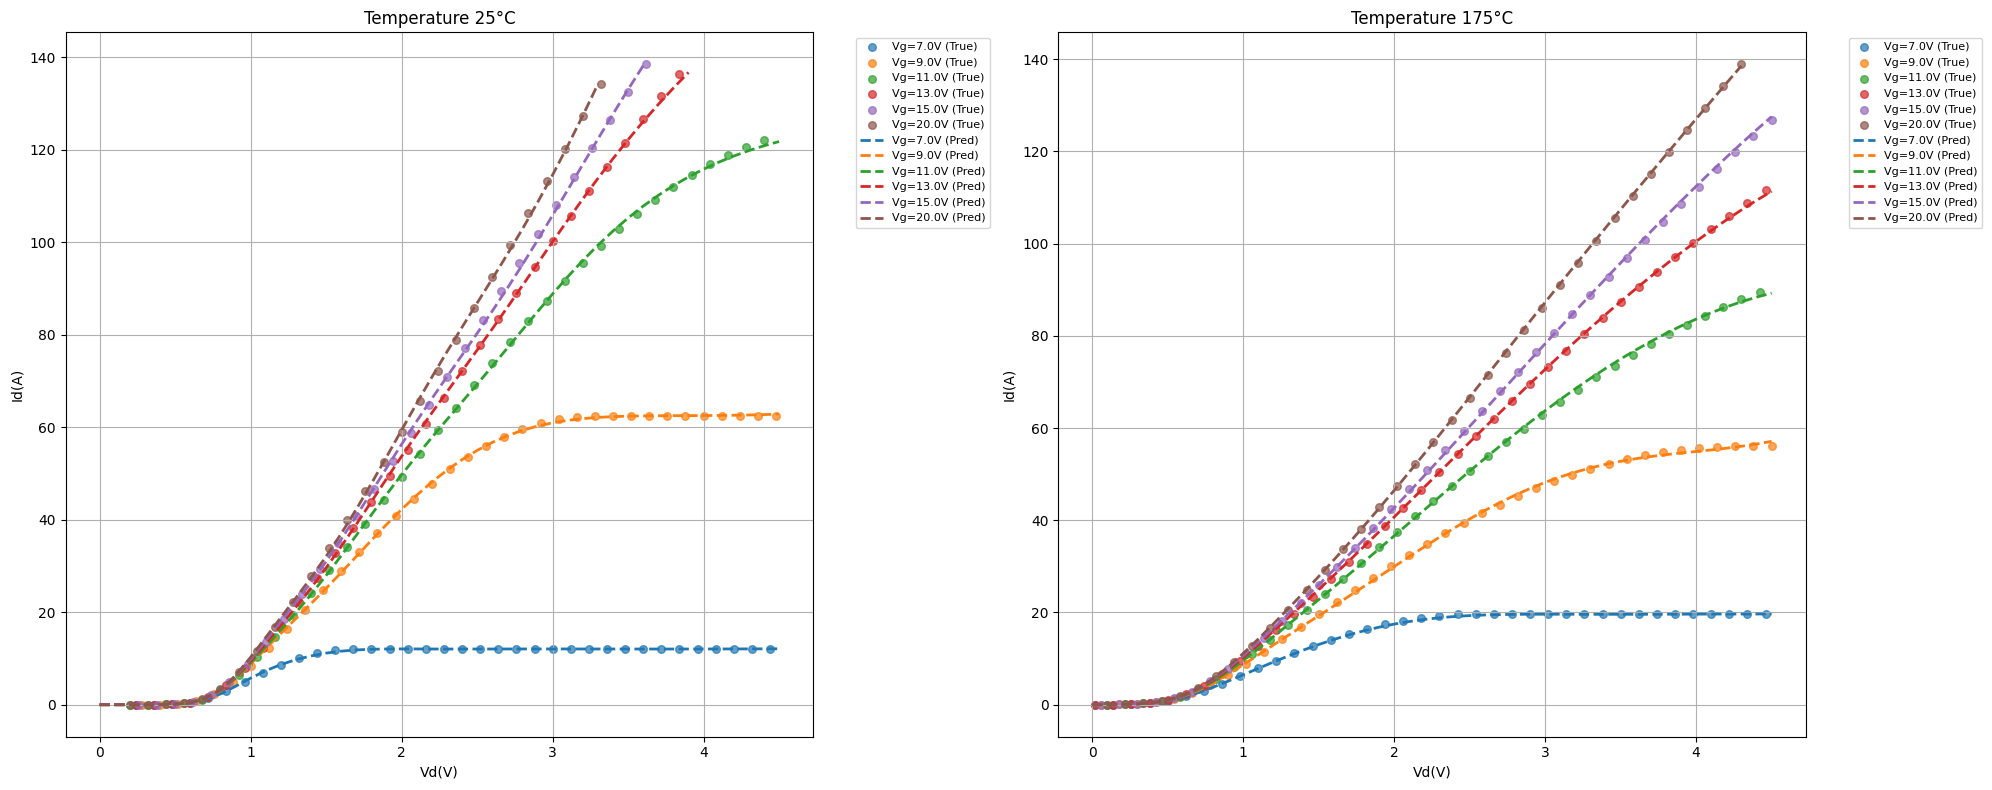 Temperature 25°C
140
120
100
80
60
40
20
0
Id(A)
0
1
2
3
4
Vd(V)
Vg=7.0V (True)
Vg=9.0V (True)
Vg=11.0V (True)
Vg=13.0V (True)
Vg=15.0V (True)
Vg=20.0V (True)
Vg=7.0V (Pred)
Vg=9.0V (Pred)
Vg=11.0V (Pred)
Vg=13.0V (Pred)
Vg=15.0V (Pred)
Vg=20.0V (Pred)
Temperature 175°C
140
120
100
80
60
40
20
0
Id(A)
0
1
2
3
4
Vd(V)
Vg=7.0V (True)
Vg=9.0V (True)
Vg=11.0V (True)
Vg=13.0V (True)
Vg=15.0V (True)
Vg=20.0V (True)
Vg=7.0V (Pred)
Vg=9.0V (Pred)
Vg=11.0V (Pred)
Vg=13.0V (Pred)
Vg=15.0V (Pred)
Vg=20.0V (Pred)